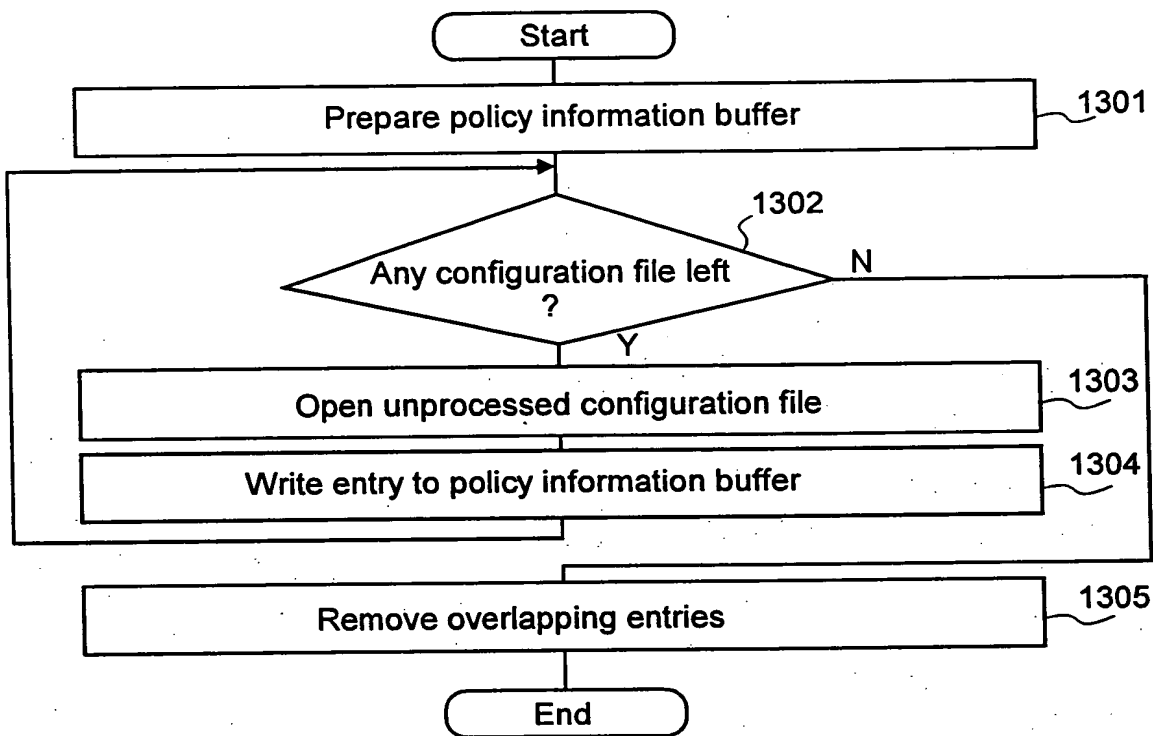 Start
Prepare policy information buffer
1301
1302
Any configuration file left
?
N
Y
Open unprocessed configuration file
1303
Write entry to policy information buffer
1304
Remove overlapping entries
1305
End